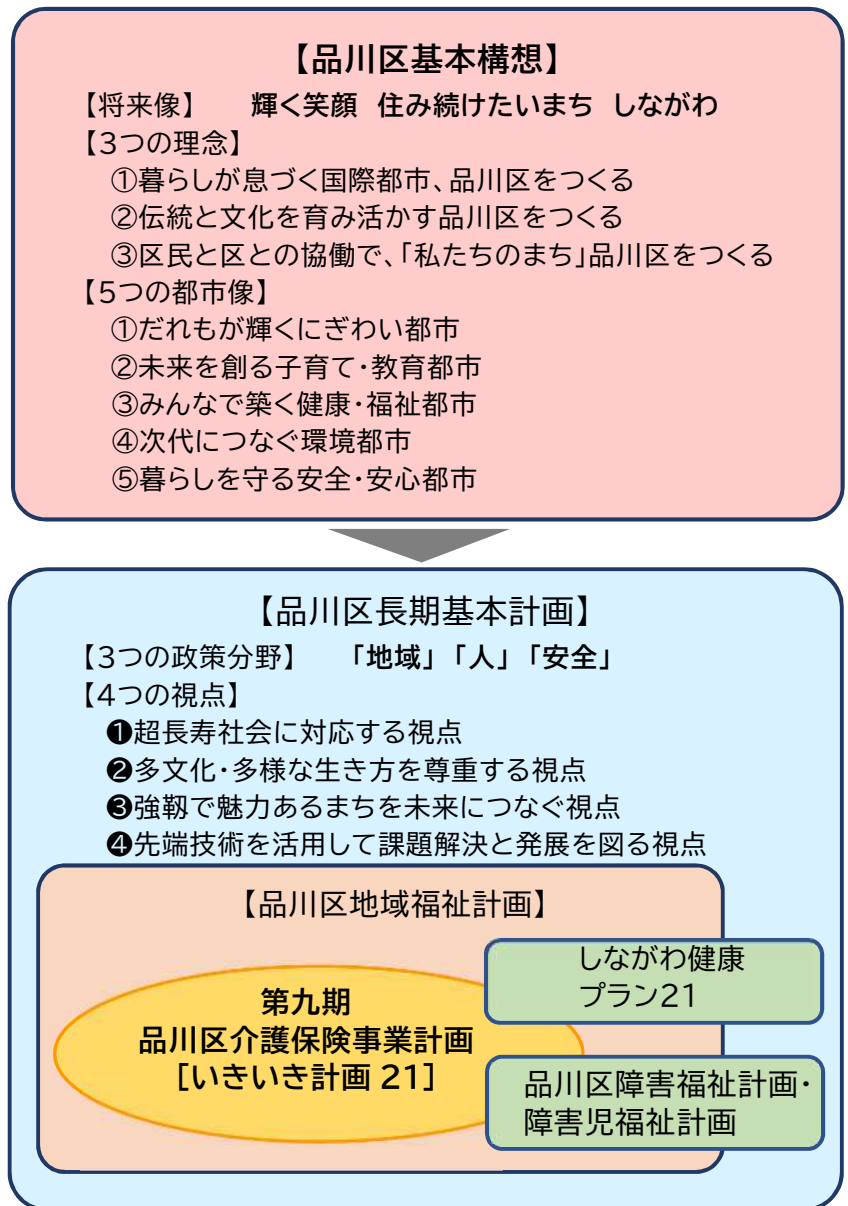 【品川区基本構想】
【将来像】　輝く笑顔 住み続けたいまち しながわ
【3つの理念】
①暮らしが息づく国際都市、品川区をつくる
②伝統と文化を育み活かす品川区をつくる
③区民と区との協働で、「私たちのまち」品川区をつくる
【5つの都市像】
①だれもが輝くにぎわい都市
②未来を創る子育て・教育都市
③みんなで築く健康・福祉都市
④次代につなぐ環境都市
⑤暮らしを守る安全・安心都市
【品川区長期基本計画】
【3つの政策分野】　「地域」「人」「安全」
【4つの視点】
❶超長寿社会に対応する視点
❷多文化・多様な生き方を尊重する視点
❸強靱で魅力あるまちを未来につなぐ視点
❹先端技術を活用して課題解決と発展を図る視点
【品川区地域福祉計画】
第九期
品川区介護保険事業計画
[いきいき計画 21]
しながわ健康
プラン21
品川区障害福祉計画・
障害児福祉計画